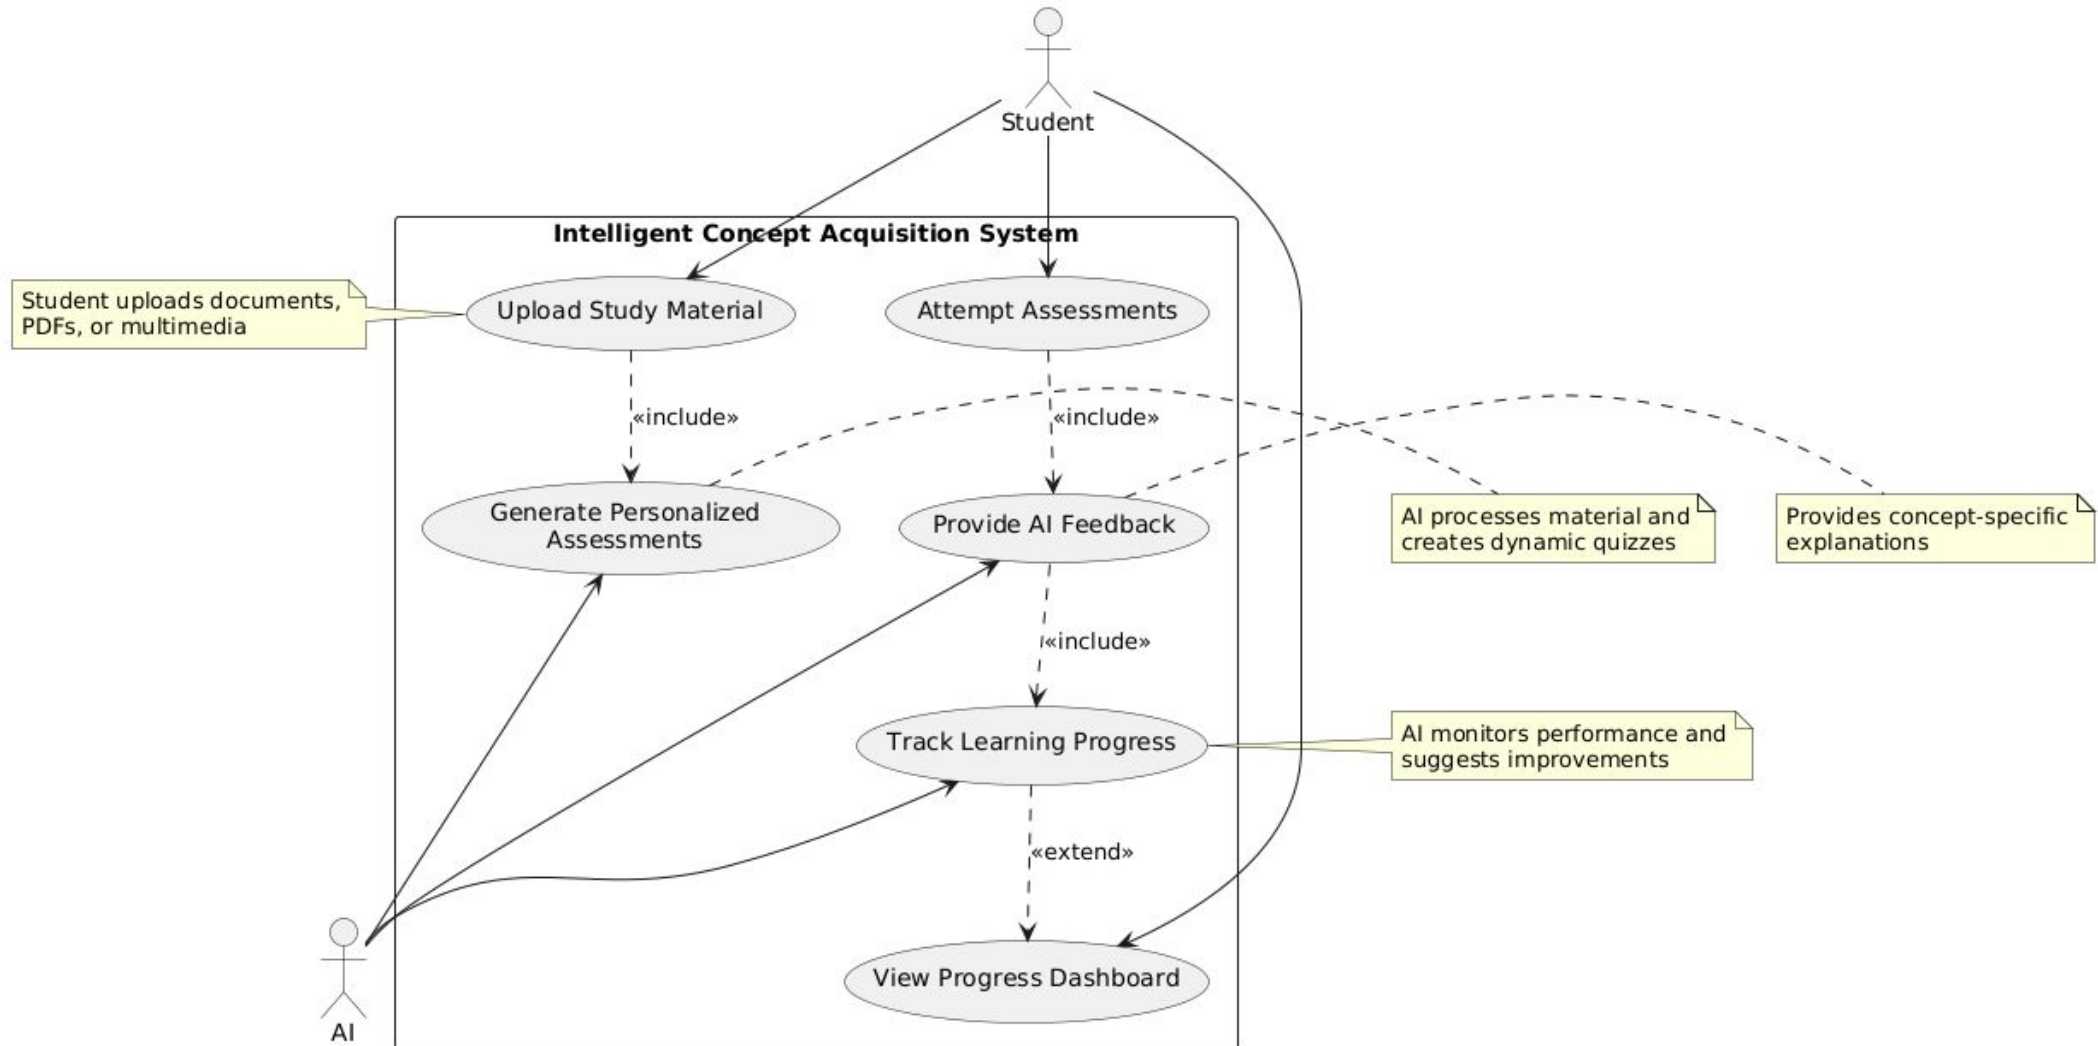 Student
Intelligent Concept Acquisition System
Student uploads documents,
PDFs, or multimedia
Upload Study Material
Attempt Assessments
«include»
«include»
Generate Personalized
Assessments
Provide AI Feedback
AI processes material and
creates dynamic quizzes
Provides concept-specific
explanations
«include»
Track Learning Progress
AI monitors performance and
suggests improvements
«extend»
View Progress Dashboard
AI